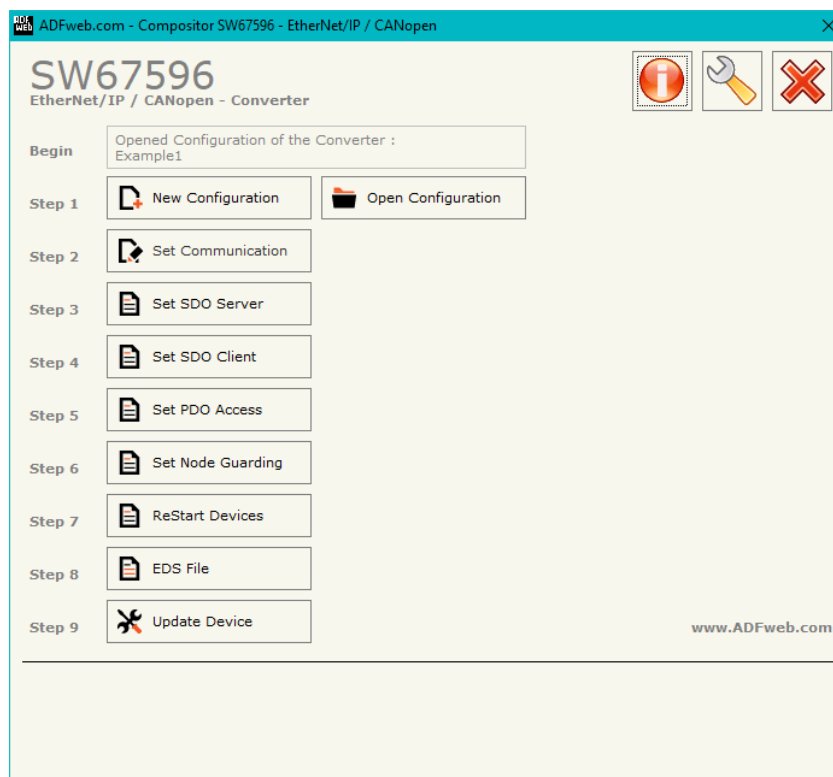 ADF web ADFweb.com - Compositor SW67596 - EtherNet/IP / CANopen
SW67596
EtherNet/IP / CANopen - Converter
Begin
Opened Configuration of the Converter :
Example1
Step 1 New Configuration Open Configuration
Step 2 Set Communication
Step 3 Set SDO Server
Step 4 Set SDO Client
Step 5 Set PDO Access
Step 6 Set Node Guarding
Step 7 ReStart Devices
Step 8 EDS File
Step 9 Update Device
www.ADFweb.com